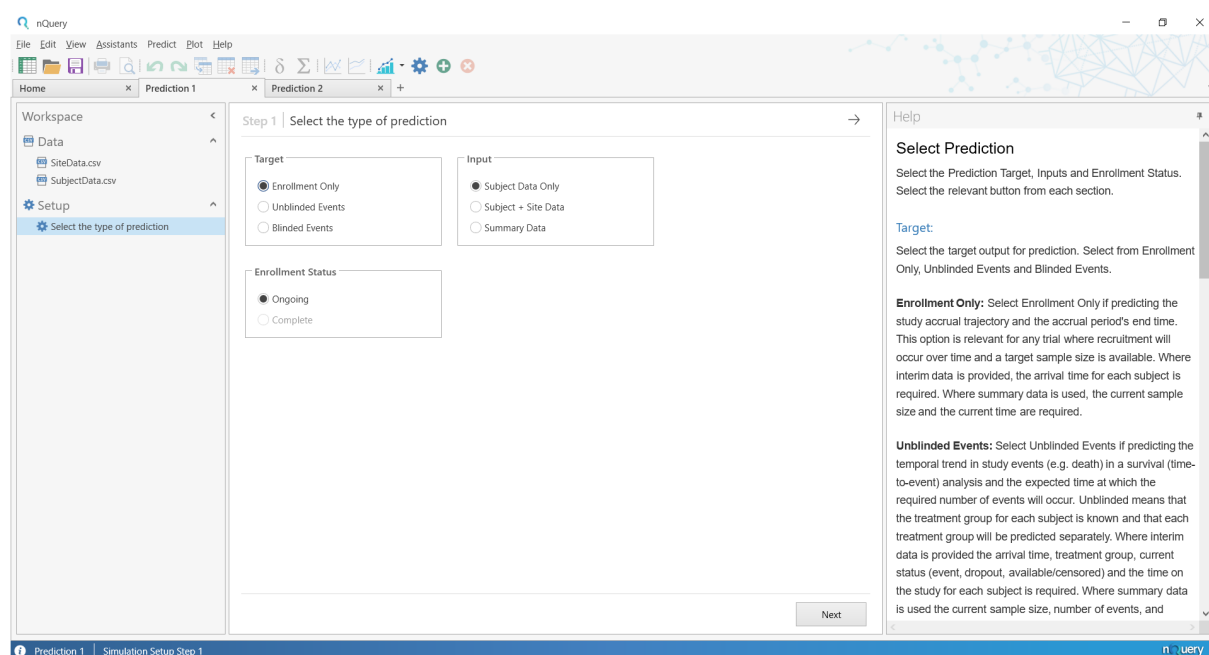 nQuery
File Edit View Assistants Predict Plot Help
Home × Prediction 1 × Prediction 2 × +
Workspace
Data
SiteData.csv
SubjectData.csv
Setup
Select the type of prediction
Step 1 | Select the type of prediction →
Target
Enrollment Only
Unblinded Events
Blinded Events
Input
Subject Data Only
Subject + Site Data
Summary Data
Enrollment Status
Ongoing
Complete
Next
Help
Select Prediction
Select the Prediction Target, Inputs and Enrollment Status.
Select the relevant button from each section.
Target:
Select the target output for prediction. Select from Enrollment
Only, Unblinded Events and Blinded Events.
Enrollment Only: Select Enrollment Only if predicting the
study accrual trajectory and the accrual period's end time.
This option is relevant for any trial where recruitment will
occur over time and a target sample size is available. Where
interim data is provided, the arrival time for each subject is
required. Where summary data is used, the current sample
size and the current time are required.
Unblinded Events: Select Unblinded Events if predicting the
temporal trend in study events (e.g. death) in a survival (time-
to-event) analysis and the expected time at which the
required number of events will occur. Unblinded means that
the treatment group for each subject is known and that each
treatment group will be predicted separately. Where interim
data is provided the arrival time, treatment group, current
status (event, dropout, available/censored) and the time on
the study for each subject is required. Where summary data
is used the current sample size, number of events, and
Prediction 1 | Simulation Setup Step 1
nQuery